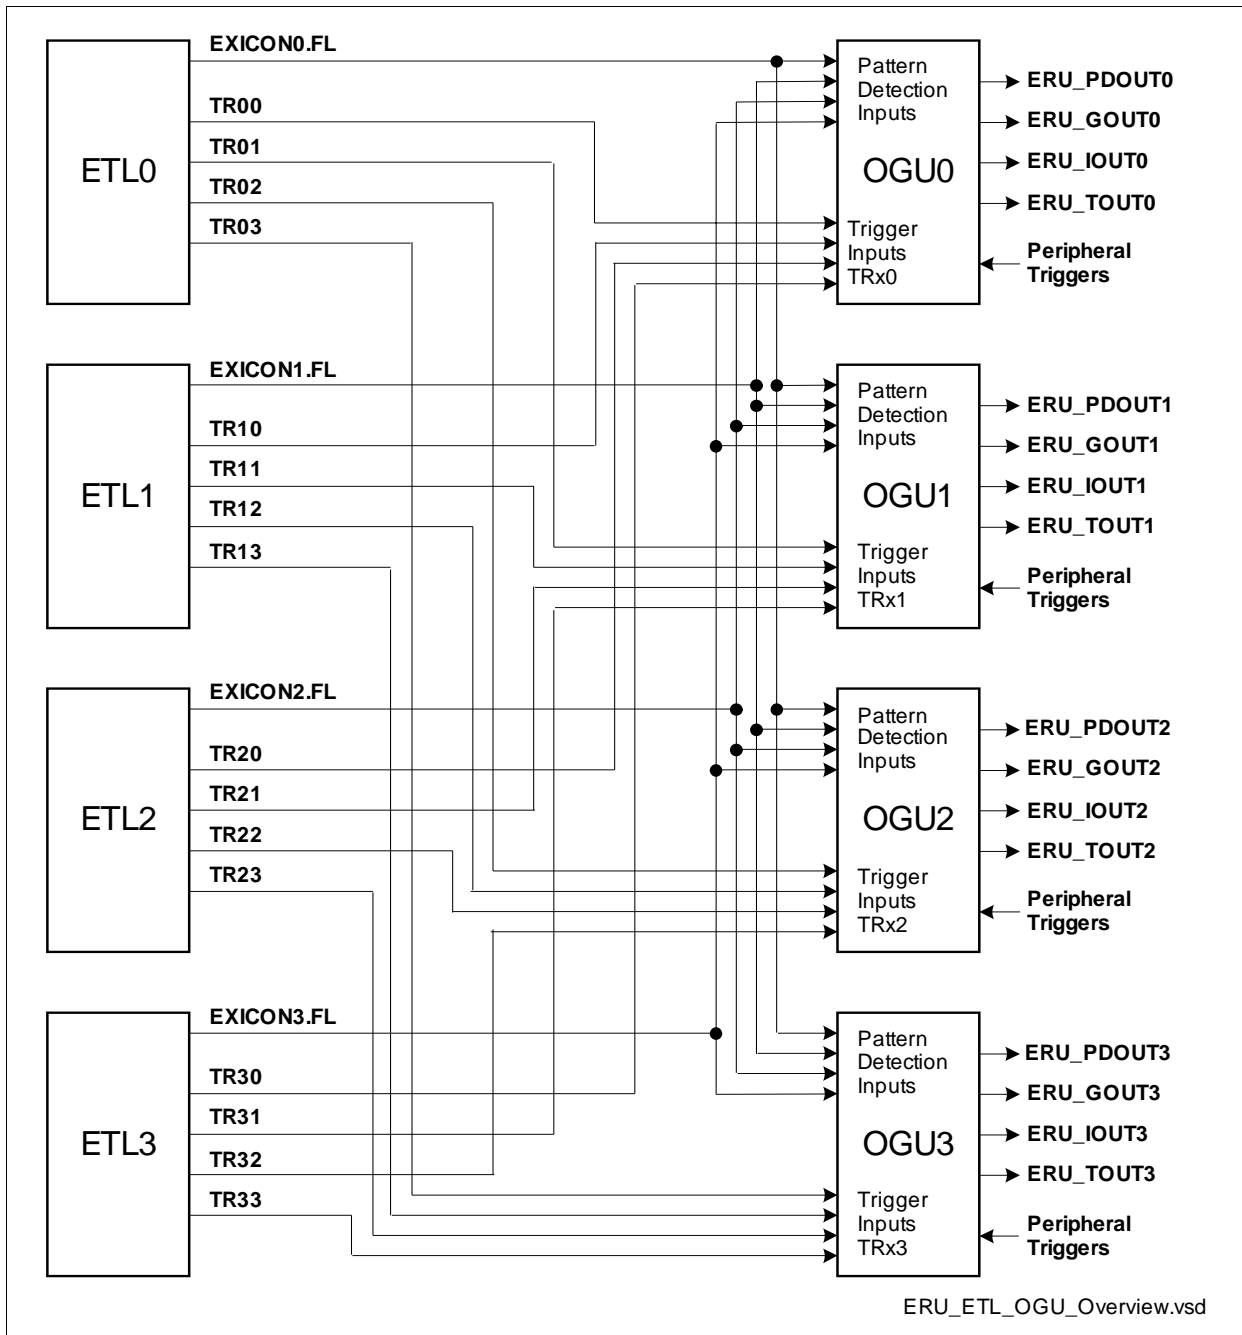 EXICON0.FL
TR00
TR01
TR02
TR03
ETL0
Pattern
Detection
Inputs
OGU0
Trigger
Inputs
TRx0
ERU_PDOUT0
ERU_GOUT0
ERU_IOUT0
ERU_TOUT0
Peripheral
Triggers
EXICON1.FL
TR10
TR11
TR12
TR13
ETL1
Pattern
Detection
Inputs
OGU1
Trigger
Inputs
TRx1
ERU_PDOUT1
ERU_GOUT1
ERU_IOUT1
ERU_TOUT1
Peripheral
Triggers
EXICON2.FL
TR20
TR21
TR22
TR23
ETL2
Pattern
Detection
Inputs
OGU2
Trigger
Inputs
TRx2
ERU_PDOUT2
ERU_GOUT2
ERU_IOUT2
ERU_TOUT2
Peripheral
Triggers
EXICON3.FL
TR30
TR31
TR32
TR33
ETL3
Pattern
Detection
Inputs
OGU3
Trigger
Inputs
TRx3
ERU_PDOUT3
ERU_GOUT3
ERU_IOUT3
ERU_TOUT3
Peripheral
Triggers
ERU_ETL_OGU_Overview.vsd